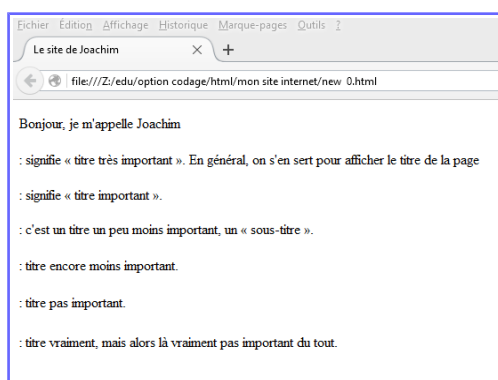 Fichier Édition Affichage Historique Marque-pages Outils ?
Le site de Joachim × +
file:///Z:/edu/option codage/html/mon site internet/new 0.html
Bonjour, je m'appelle Joachim
: signifie « titre très important ». En général, on s'en sert pour afficher le titre de la page
: signifie « titre important ».
: c'est un titre un peu moins important, un « sous-titre ».
: titre encore moins important.
: titre pas important.
: titre vraiment, mais alors là vraiment pas important du tout.